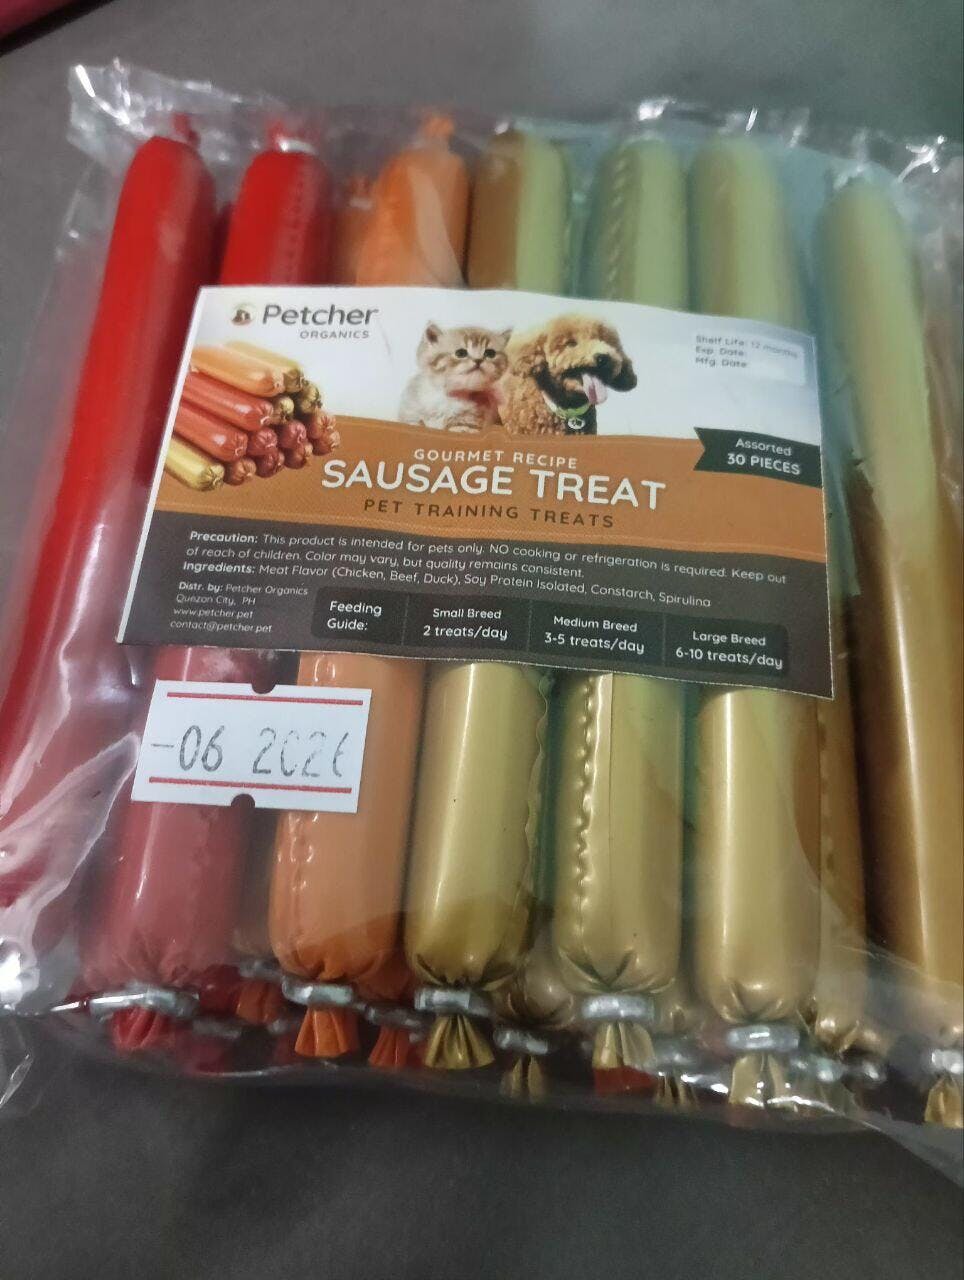 Petcher
ORGANICS
Shelf Life: 12 months
Exp. Date:
Mfg. Date:
Assorted
30 PIECES
GOURMET RECIPE
SAUSAGE TREAT
PET TRAINING TREATS
Precaution: This product is intended for pets only. NO cooking or refrigeration is required. Keep out
of reach of children. Color may vary, but quality remains consistent.
Ingredients: Meat Flavor (Chicken, Beef, Duck), Soy Protein Isolated, Constarch, Spirulina
Distr. by: Petcher Organics
Quezon City, PH
www.petcher.pet
contact@petcher.pet
Feeding
Guide:
Small Breed
2 treats/day
Medium Breed
3-5 treats/day
Large Breed
6-10 treats/day
-06 2026